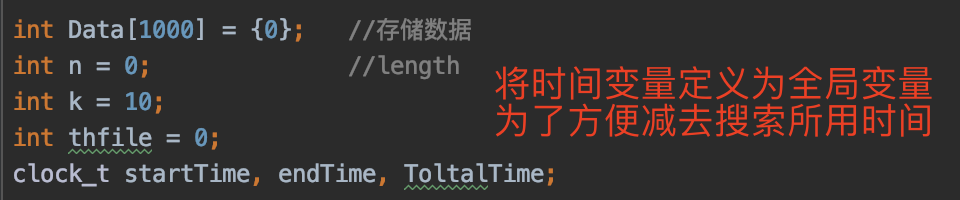 int Data[1000] = {0};   //存储数据
int n = 0;              //length
int k = 10;
int thfile = 0;
clock_t startTime, endTime, ToltalTime;
将时间变量定义为全局变量
为了方便减去搜索所用时间